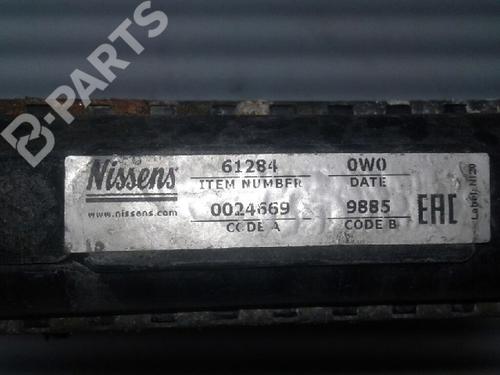 B-PARTS
Nissens
www.nissens.com
61284
ITEM NUMBER
0W0
DATE
0024669
CODE A
9885
CODE B
EAC